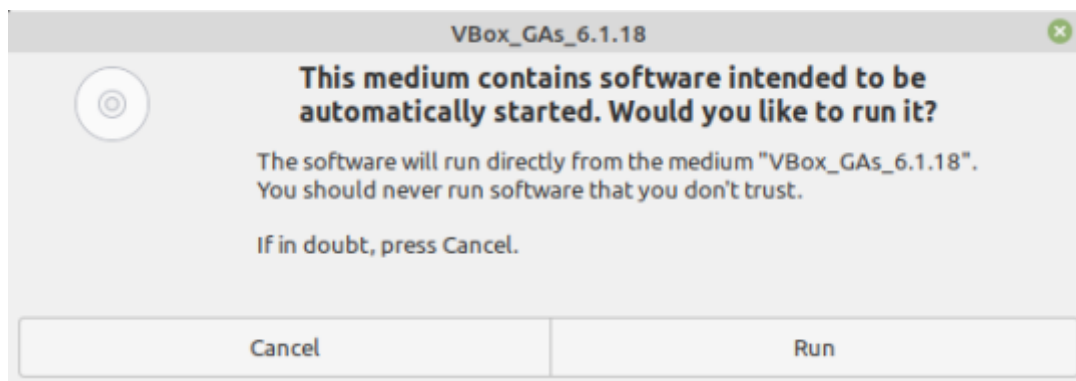 VBox_GAs_6.1.18
This medium contains software intended to be
automatically started. Would you like to run it?
The software will run directly from the medium "VBox_GAs_6.1.18".
You should never run software that you don't trust.
If in doubt, press Cancel.
Cancel
Run